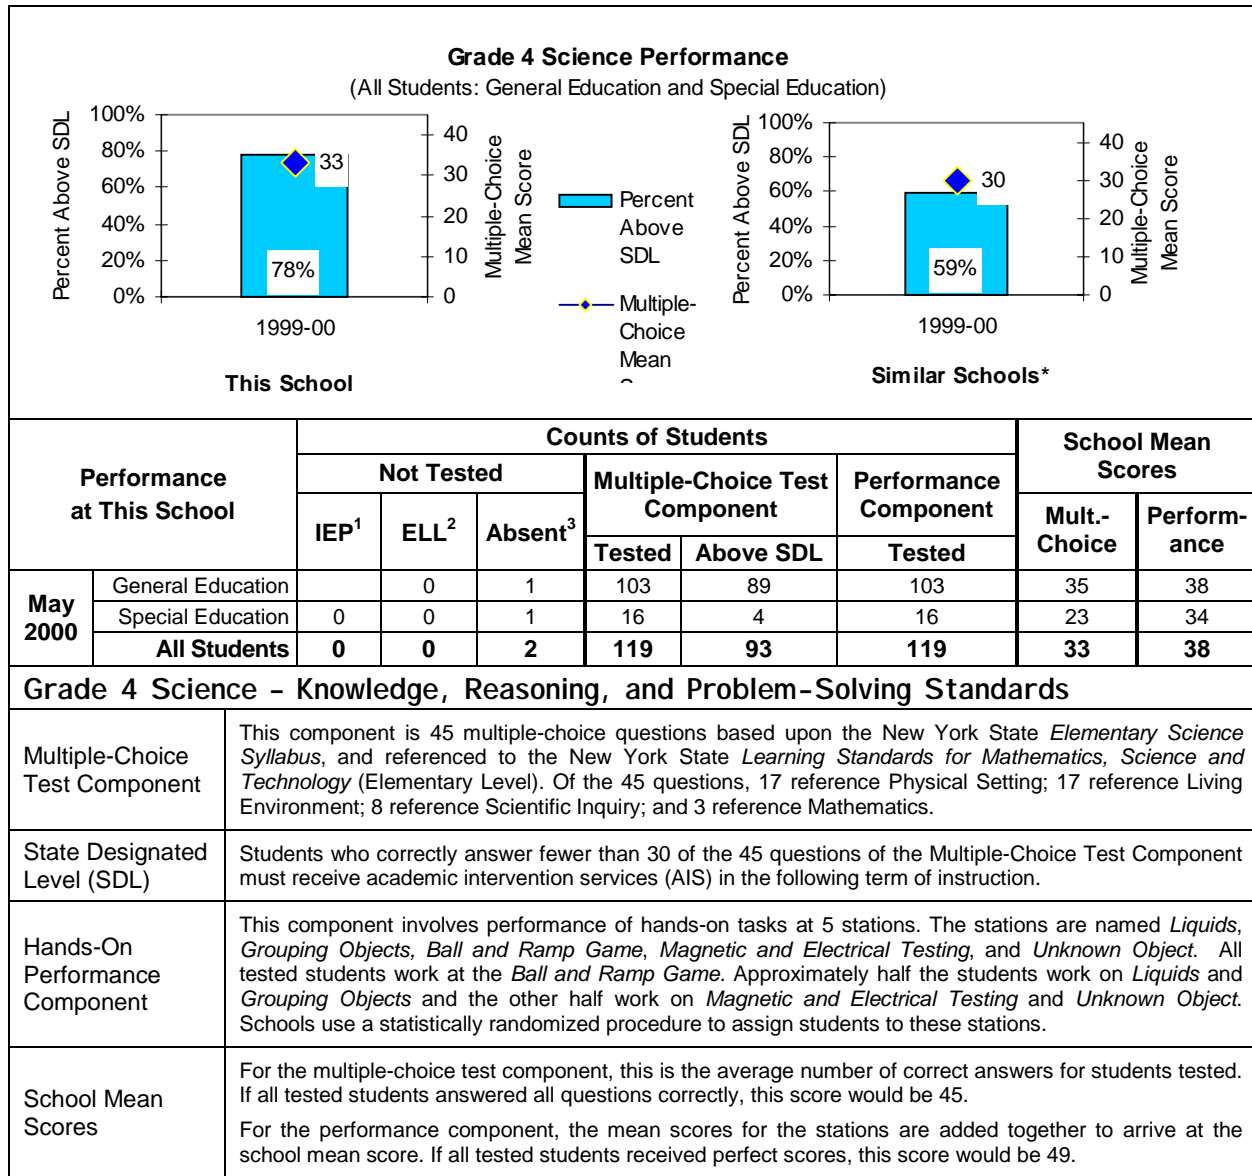 Grade 4 Science Performance
(All Students: General Education and Special Education)
Percent Above SDL
100%
80%
60%
40%
20%
0%
33
78%
40
30
20
10
0
Multiple-Choice
Mean Score
1999-00
This School
Percent
Above
SDL
Multiple-
Choice
Mean
Percent Above SDL
100%
80%
60%
40%
20%
0%
30
59%
40
30
20
10
0
Multiple-Choice
Mean Score
1999-00
Similar Schools*
Performance
at This School
Counts of Students
School Mean
Scores
Not Tested
Multiple-Choice Test
Component
Performance
Component
IEP1 ELL2 Absent3
Tested Above SDL Tested
Mult.-
Choice
Perform-
ance
May
2000
General Education 0 1 103 89 103 35 38
Special Education 0 0 1 16 4 16 23 34
All Students 0 0 2 119 93 119 33 38
Grade 4 Science – Knowledge, Reasoning, and Problem-Solving Standards
Multiple-Choice
Test Component
This component is 45 multiple-choice questions based upon the New York State Elementary Science
Syllabus, and referenced to the New York State Learning Standards for Mathematics, Science and
Technology (Elementary Level). Of the 45 questions, 17 reference Physical Setting; 17 reference Living
Environment; 8 reference Scientific Inquiry; and 3 reference Mathematics.
State Designated
Level (SDL)
Students who correctly answer fewer than 30 of the 45 questions of the Multiple-Choice Test Component
must receive academic intervention services (AIS) in the following term of instruction.
Hands-On
Performance
Component
This component involves performance of hands-on tasks at 5 stations. The stations are named Liquids,
Grouping Objects, Ball and Ramp Game, Magnetic and Electrical Testing, and Unknown Object. All
tested students work at the Ball and Ramp Game. Approximately half the students work on Liquids and
Grouping Objects and the other half work on Magnetic and Electrical Testing and Unknown Object.
Schools use a statistically randomized procedure to assign students to these stations.
School Mean
Scores
For the multiple-choice test component, this is the average number of correct answers for students tested.
If all tested students answered all questions correctly, this score would be 45.
For the performance component, the mean scores for the stations are added together to arrive at the
school mean score. If all tested students received perfect scores, this score would be 49.